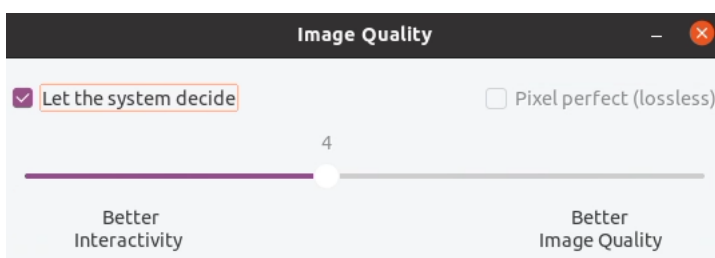 Image Quality
Let the system decide
Pixel perfect (lossless)
4
Better
Interactivity
Better
Image Quality